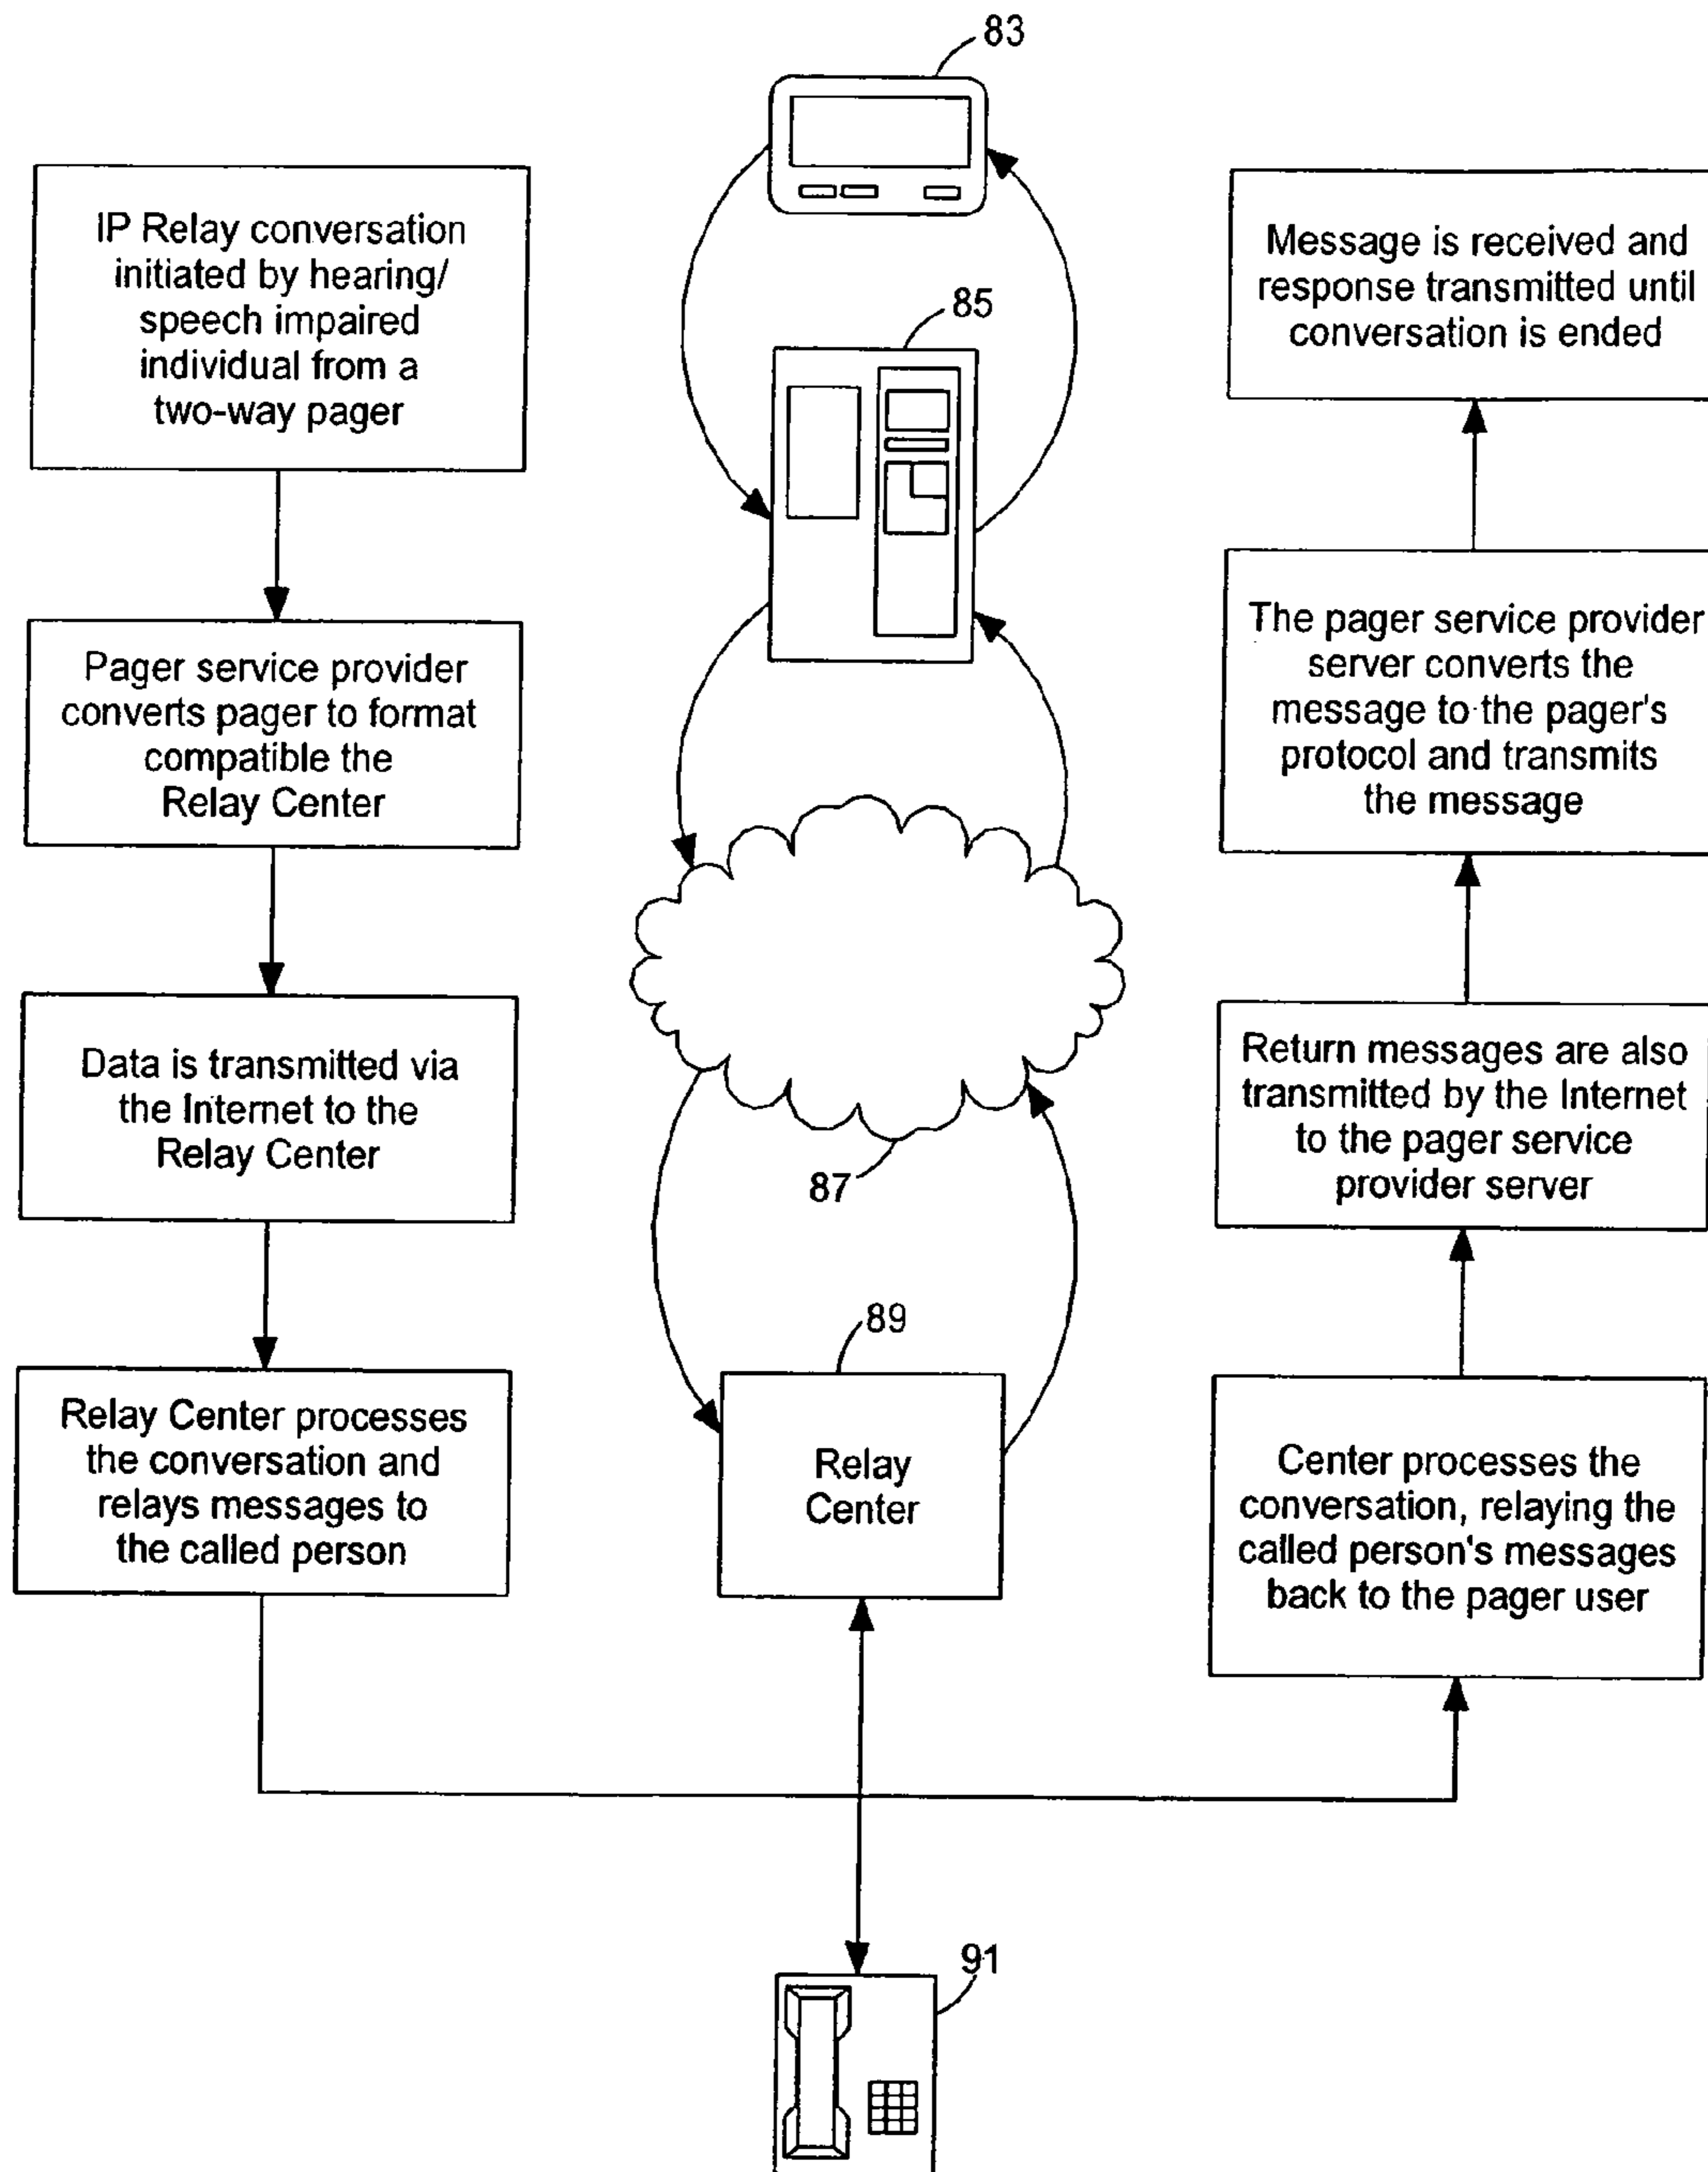 83
IP Relay conversation
initiated by hearing/
speech impaired
individual from a
two-way pager
Pager service provider
converts pager to format
compatible the
Relay Center
Data is transmitted via
the Internet to the
Relay Center
Relay Center processes
the conversation and
relays messages to
the called person
85
87
89
Relay
Center
91
Message is received and
response transmitted until
conversation is ended
The pager service provider
server converts the
message to the pager's
protocol and transmits
the message
Return messages are also
transmitted by the Internet
to the pager service
provider server
Center processes the
conversation, relaying the
called person's messages
back to the pager user